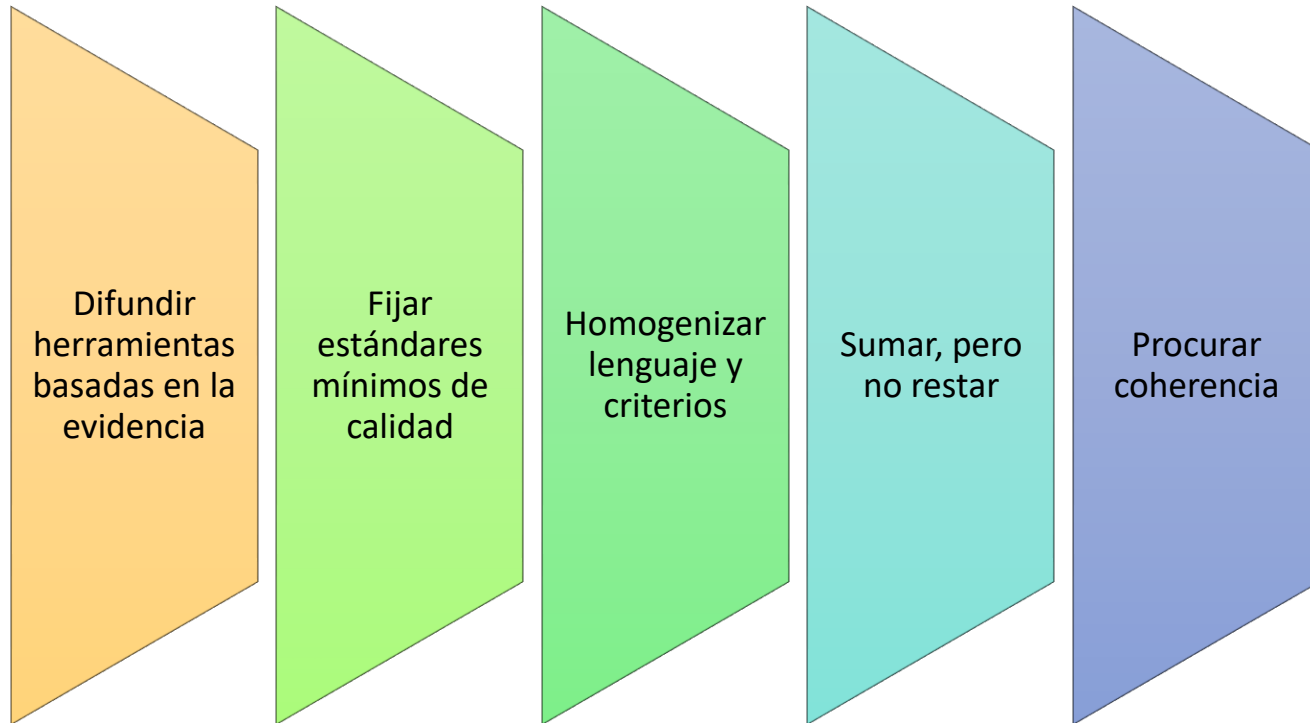 Difundir
herramientas
basadas en la
evidencia
Fijar
estándares
mínimos de
calidad
Homogenizar
lenguaje y
criterios
Sumar, pero
no restar
Procurar
coherencia